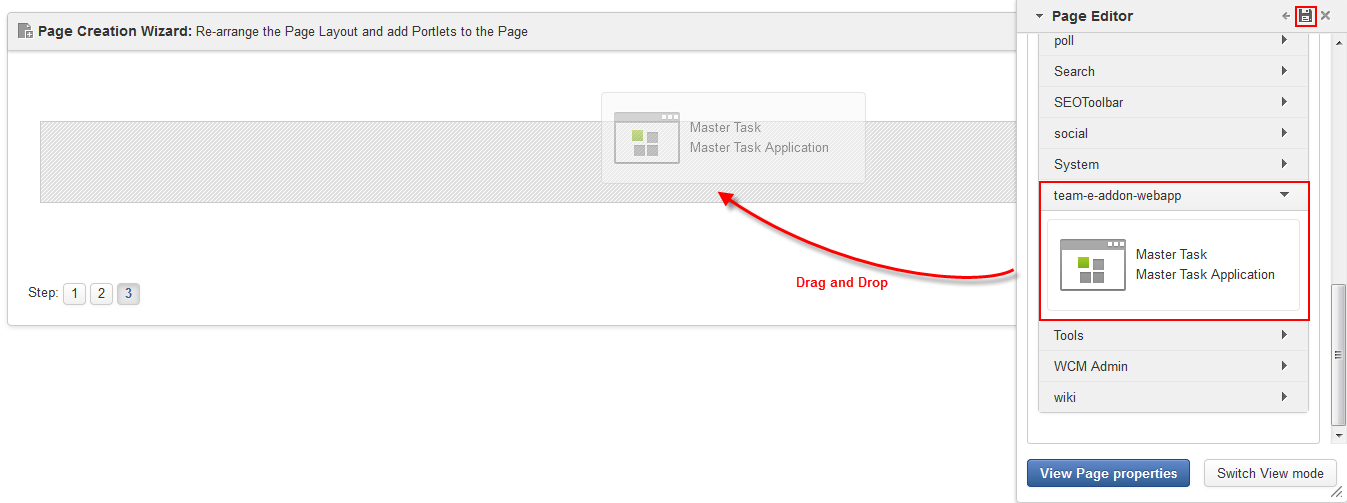 Page Creation Wizard: Re-arrange the Page Layout and add Portlets to the Page
Master Task
Master Task Application
Drag and Drop
Step: 1 2 3
Page Editor
poll
Search
SEOToolbar
social
System
team-e-addon-webapp
Master Task
Master Task Application
Tools
WCM Admin
wiki
View Page properties
Switch View mode